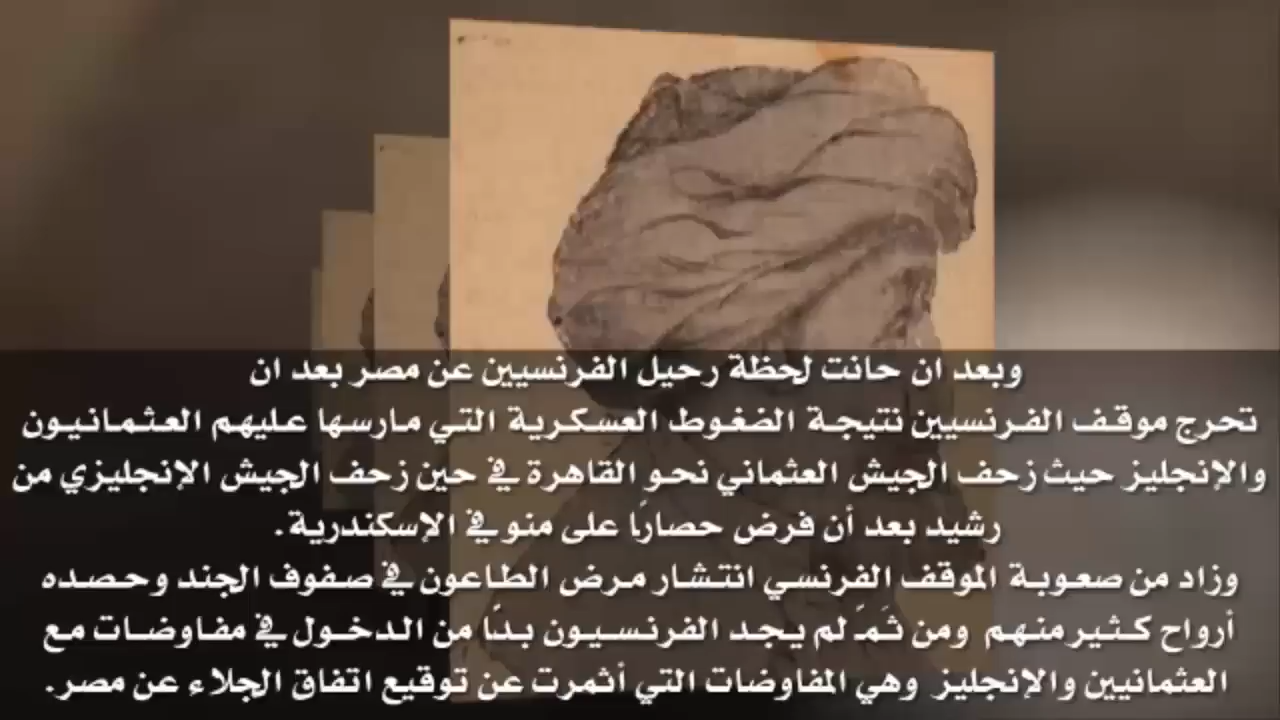 وبعد ان حانت لحظة رحيل الفرنسيين عن مصر بعد ان
تحرج موقف الفرنسيين نتيجة الضغوط العسكرية التي مارسها عليهم العثمانيون
والإنجليز حيث زحف الجيش العثماني نحو القاهرة في حين زحف الجيش الإنجليزي من
رشيد بعد أن فرض حصارًا على منو في الإسكندرية.
وزاد من صعوبة الموقف الفرنسي انتشار مرض الطاعون في صفوف الجند وحصده
أرواح كثير منهم ومن ثَمَّ لم يجد الفرنسيون بدًا من الدخول في مفاوضات مع
العثمانيين والإنجليز وهي المفاوضات التي أثمرت عن توقيع اتفاق الجلاء عن مصر.